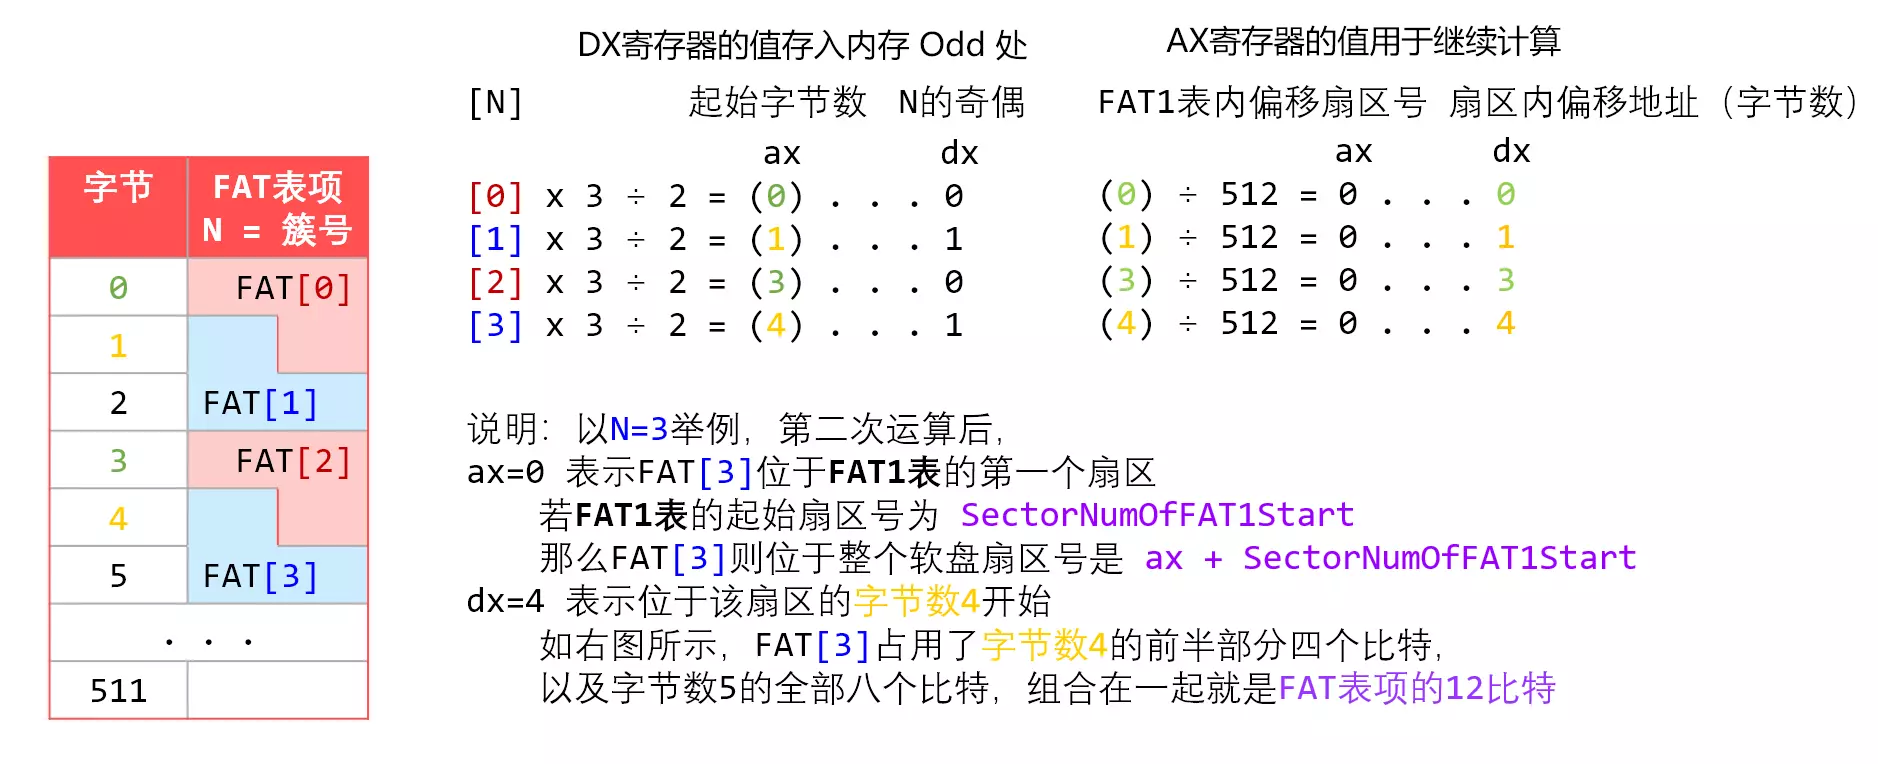 DX寄存器的值存入内存 Odd 处
AX寄存器的值用于继续计算
[N] 起始字节数 N的奇偶
FAT1表内偏移扇区号 扇区内偏移地址（字节数）
ax dx
ax dx
[0] x 3 ÷ 2 = (0) . . . 0
(0) ÷ 512 = 0 . . . 0
[1] x 3 ÷ 2 = (1) . . . 1
(1) ÷ 512 = 0 . . . 1
[2] x 3 ÷ 2 = (3) . . . 0
(3) ÷ 512 = 0 . . . 3
[3] x 3 ÷ 2 = (4) . . . 1
(4) ÷ 512 = 0 . . . 4
字节 FAT表项
N = 簇号
0 FAT[0]
1
2 FAT[1]
3 FAT[2]
4
5 FAT[3]
. . .
511
说明：以N=3举例，第二次运算后，
ax=0 表示FAT[3]位于FAT1表的第一个扇区
若FAT1表的起始扇区号为 SectorNumOfFAT1Start
那么FAT[3]则位于整个软盘扇区号是 ax + SectorNumOfFAT1Start
dx=4 表示位于该扇区的字节数4开始
如右图所示，FAT[3]占用了字节数4的前半部分四个比特，
以及字节数5的全部八个比特，组合在一起就是FAT表项的12比特